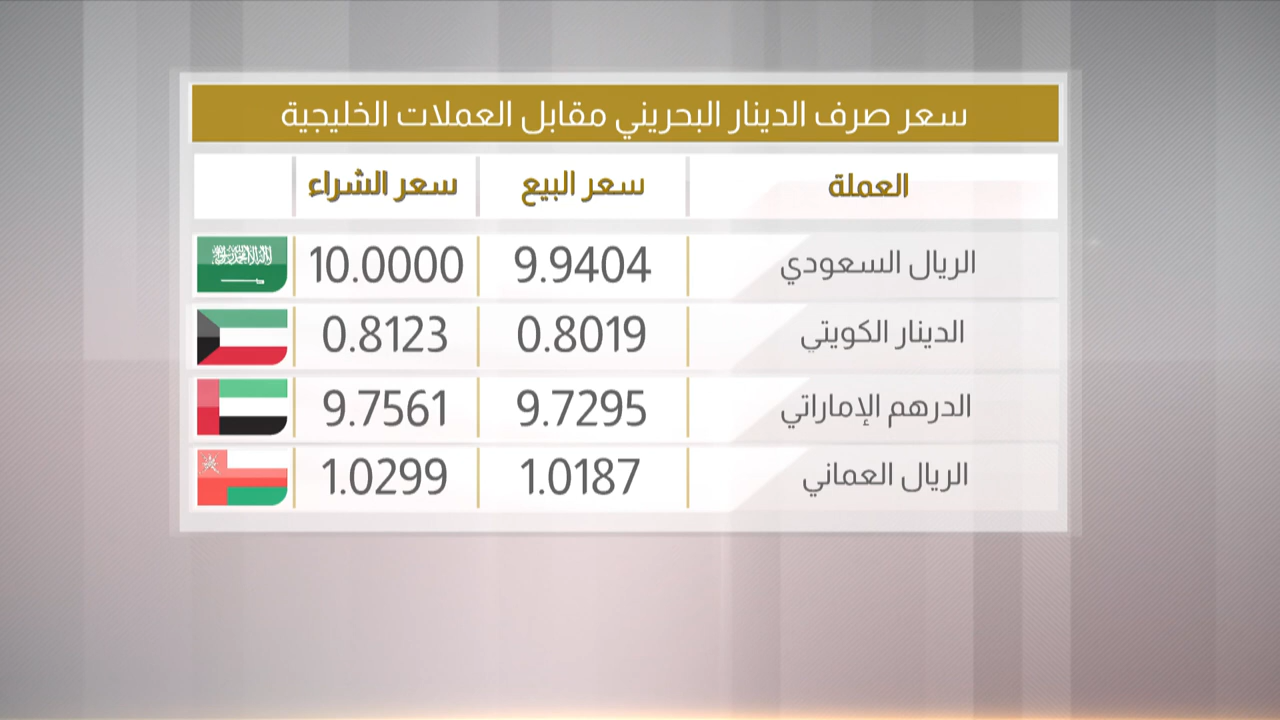 سعر صرف الدينار البحريني مقابل العملات الخليجية
العملة سعر البيع سعر الشراء
الريال السعودي 9.9404 10.0000
الدينار الكويتي 0.8019 0.8123
الدرهم الإماراتي 9.7295 9.7561
الريال العماني 1.0187 1.0299